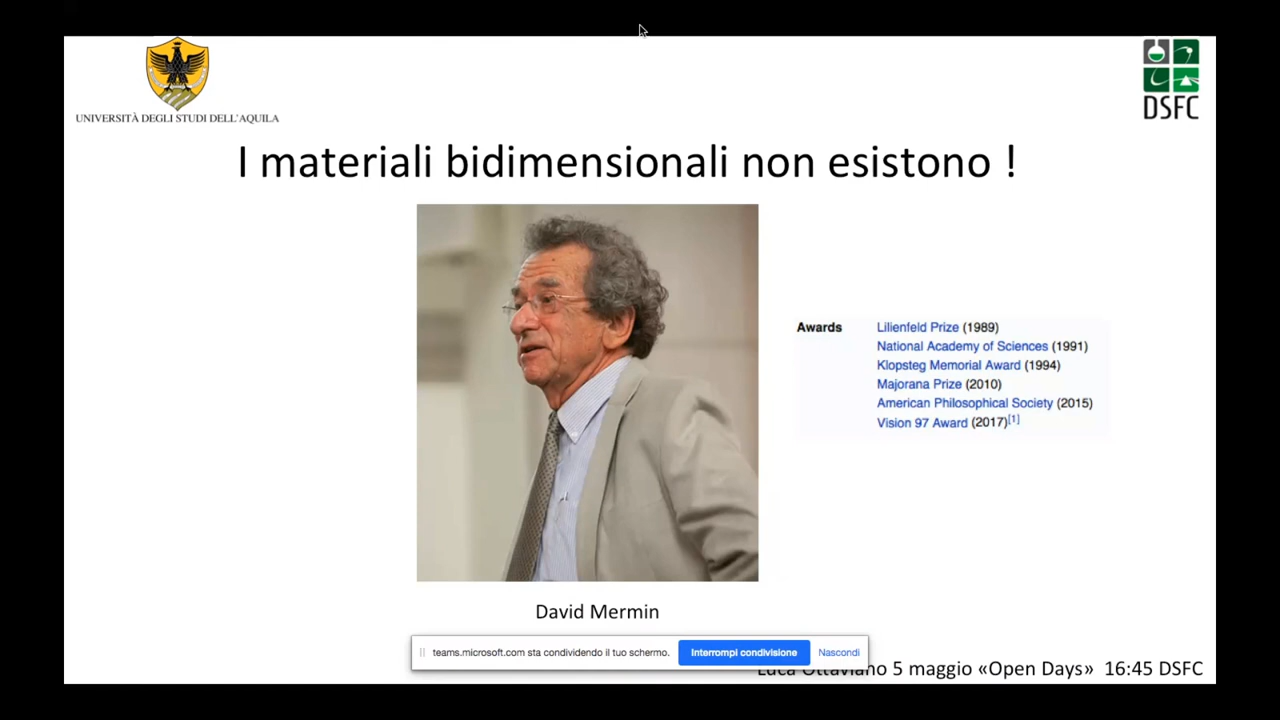 UNIVERSITÀ DEGLI STUDI DELL'AQUILA
DSFC
I materiali bidimensionali non esistono !
Awards
Lilienfeld Prize (1989)
National Academy of Sciences (1991)
Klopsteg Memorial Award (1994)
Majorana Prize (2010)
American Philosophical Society (2015)
Vision 97 Award (2017)[1]
David Mermin
teams.microsoft.com sta condividendo il tuo schermo.
Interrompi condivisione
Nascondi
Luca Ottaviano 5 maggio «Open Days» 16:45 DSFC